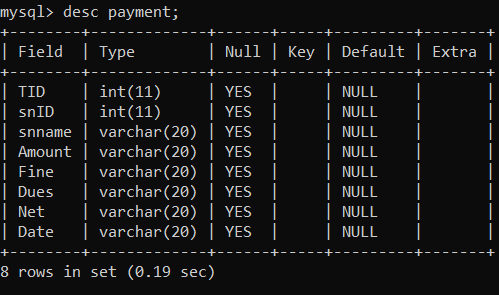 mysql> desc payment;
+--------+-------------+------+-----+---------+-------+
| Field  | Type        | Null | Key | Default | Extra |
+--------+-------------+------+-----+---------+-------+
| TID    | int(11)     | YES  |     | NULL    |       |
| snID   | int(11)     | YES  |     | NULL    |       |
| snname | varchar(20) | YES  |     | NULL    |       |
| Amount | varchar(20) | YES  |     | NULL    |       |
| Fine   | varchar(20) | YES  |     | NULL    |       |
| Dues   | varchar(20) | YES  |     | NULL    |       |
| Net    | varchar(20) | YES  |     | NULL    |       |
| Date   | varchar(20) | YES  |     | NULL    |       |
+--------+-------------+------+-----+---------+-------+
8 rows in set (0.19 sec)